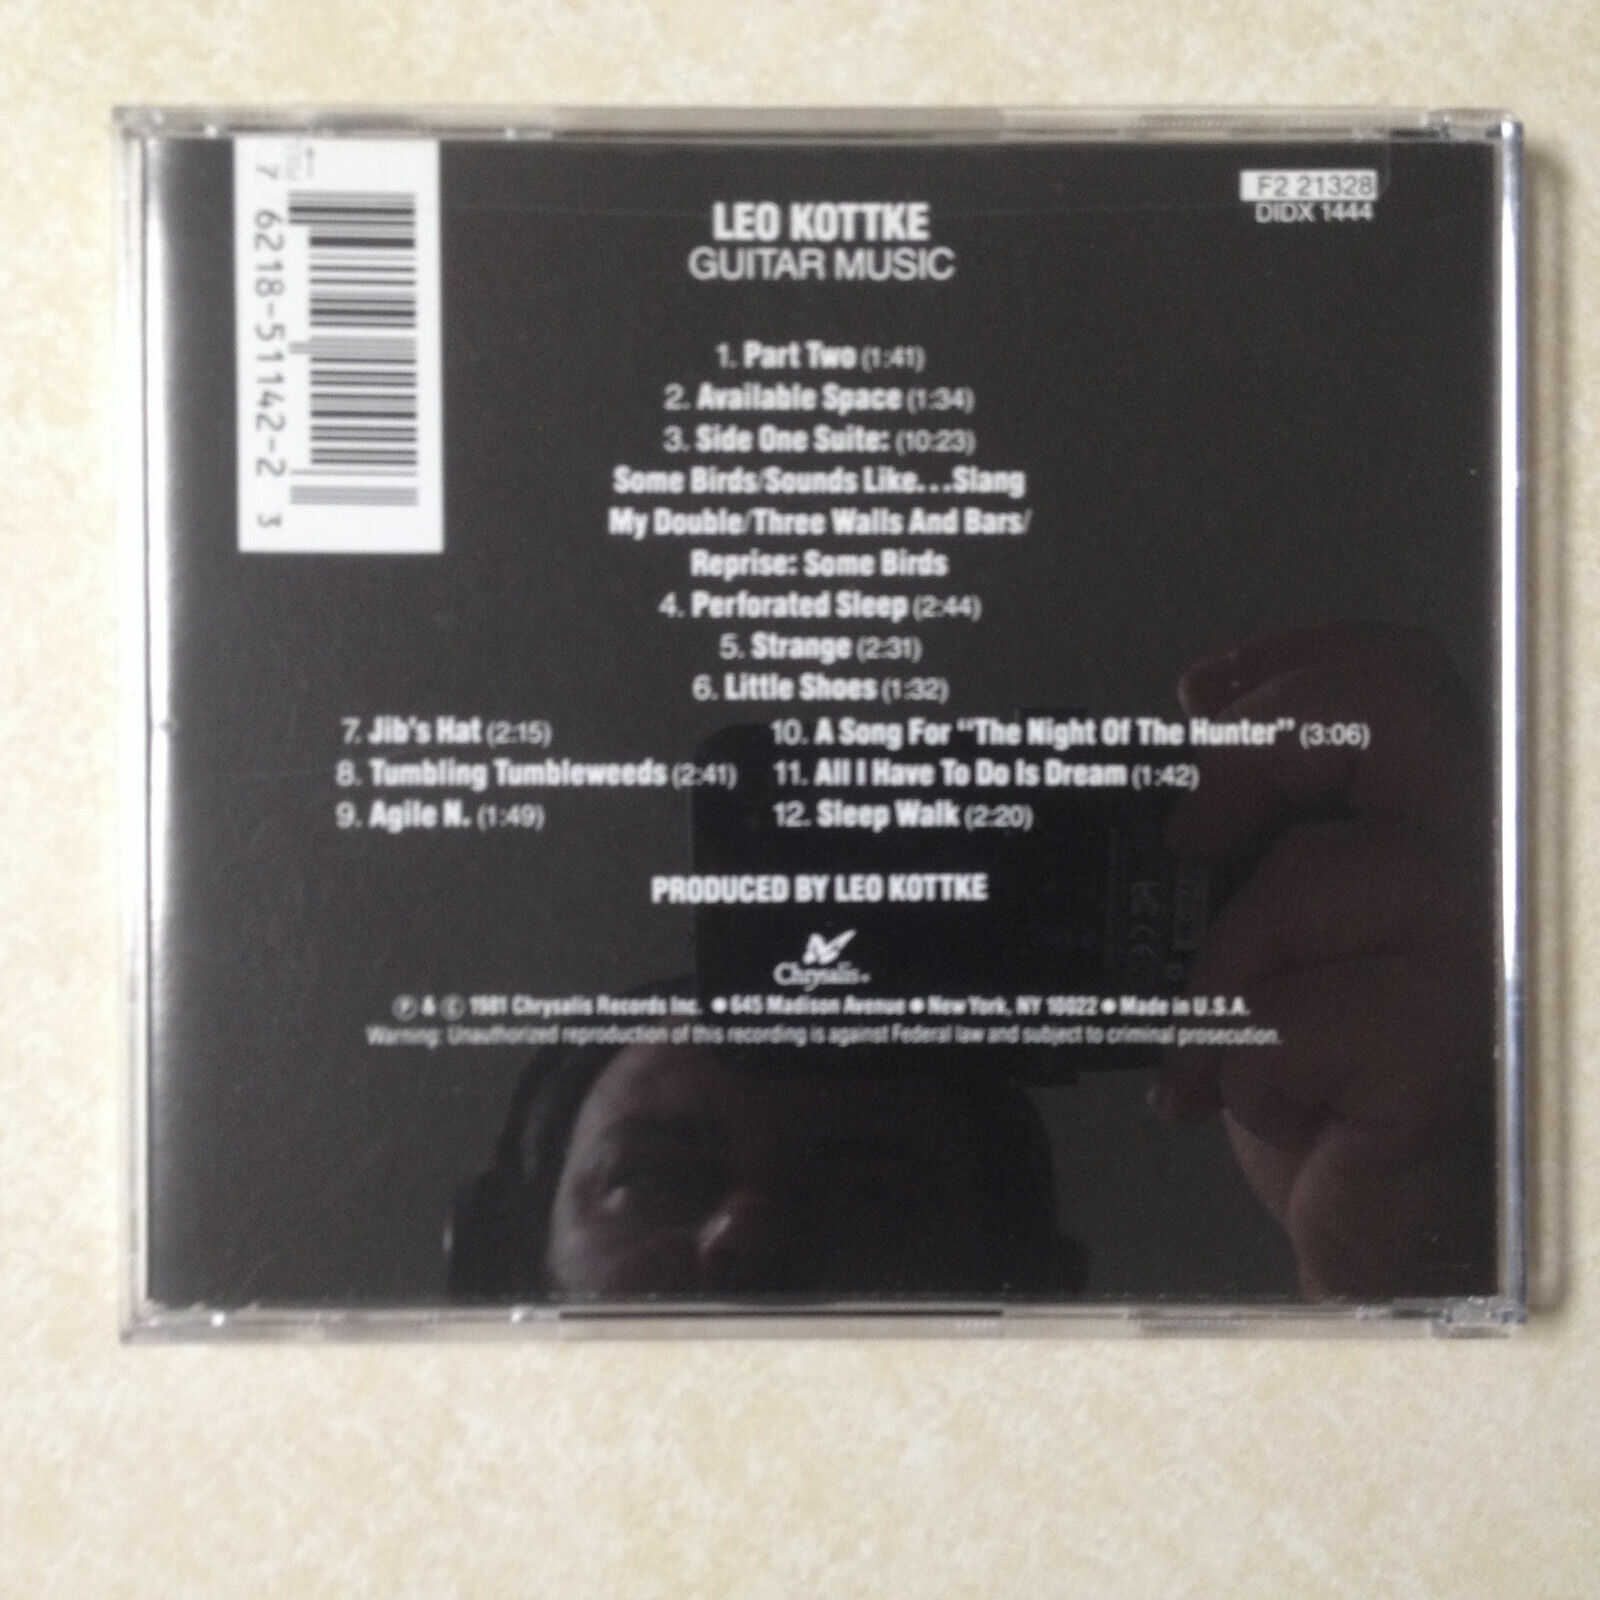 7 6218-51142-2 3
F2 21328
DIDX 1444
LEO KOTTKE
GUITAR MUSIC
1. Part Two (1:41)
2. Available Space (1:34)
3. Side One Suite: (10:23)
Some Birds/Sounds Like...Slang
My Double/Three Walls And Bars/
Reprise: Some Birds
4. Perforated Sleep (2:44)
5. Strange (2:31)
6. Little Shoes (1:32)
7. Jib's Hat (2:15)
8. Tumbling Tumbleweeds (2:41)
9. Agile N. (1:49)
10. A Song For "The Night Of The Hunter" (3:06)
11. All I Have To Do Is Dream (1:42)
12. Sleep Walk (2:20)
PRODUCED BY LEO KOTTKE
Chrysalis®
℗ & © 1981 Chrysalis Records Inc. ● 645 Madison Avenue ● New York, NY 10022 ● Made in U.S.A.
Warning: Unauthorized reproduction of this recording is against Federal law and subject to criminal prosecution.